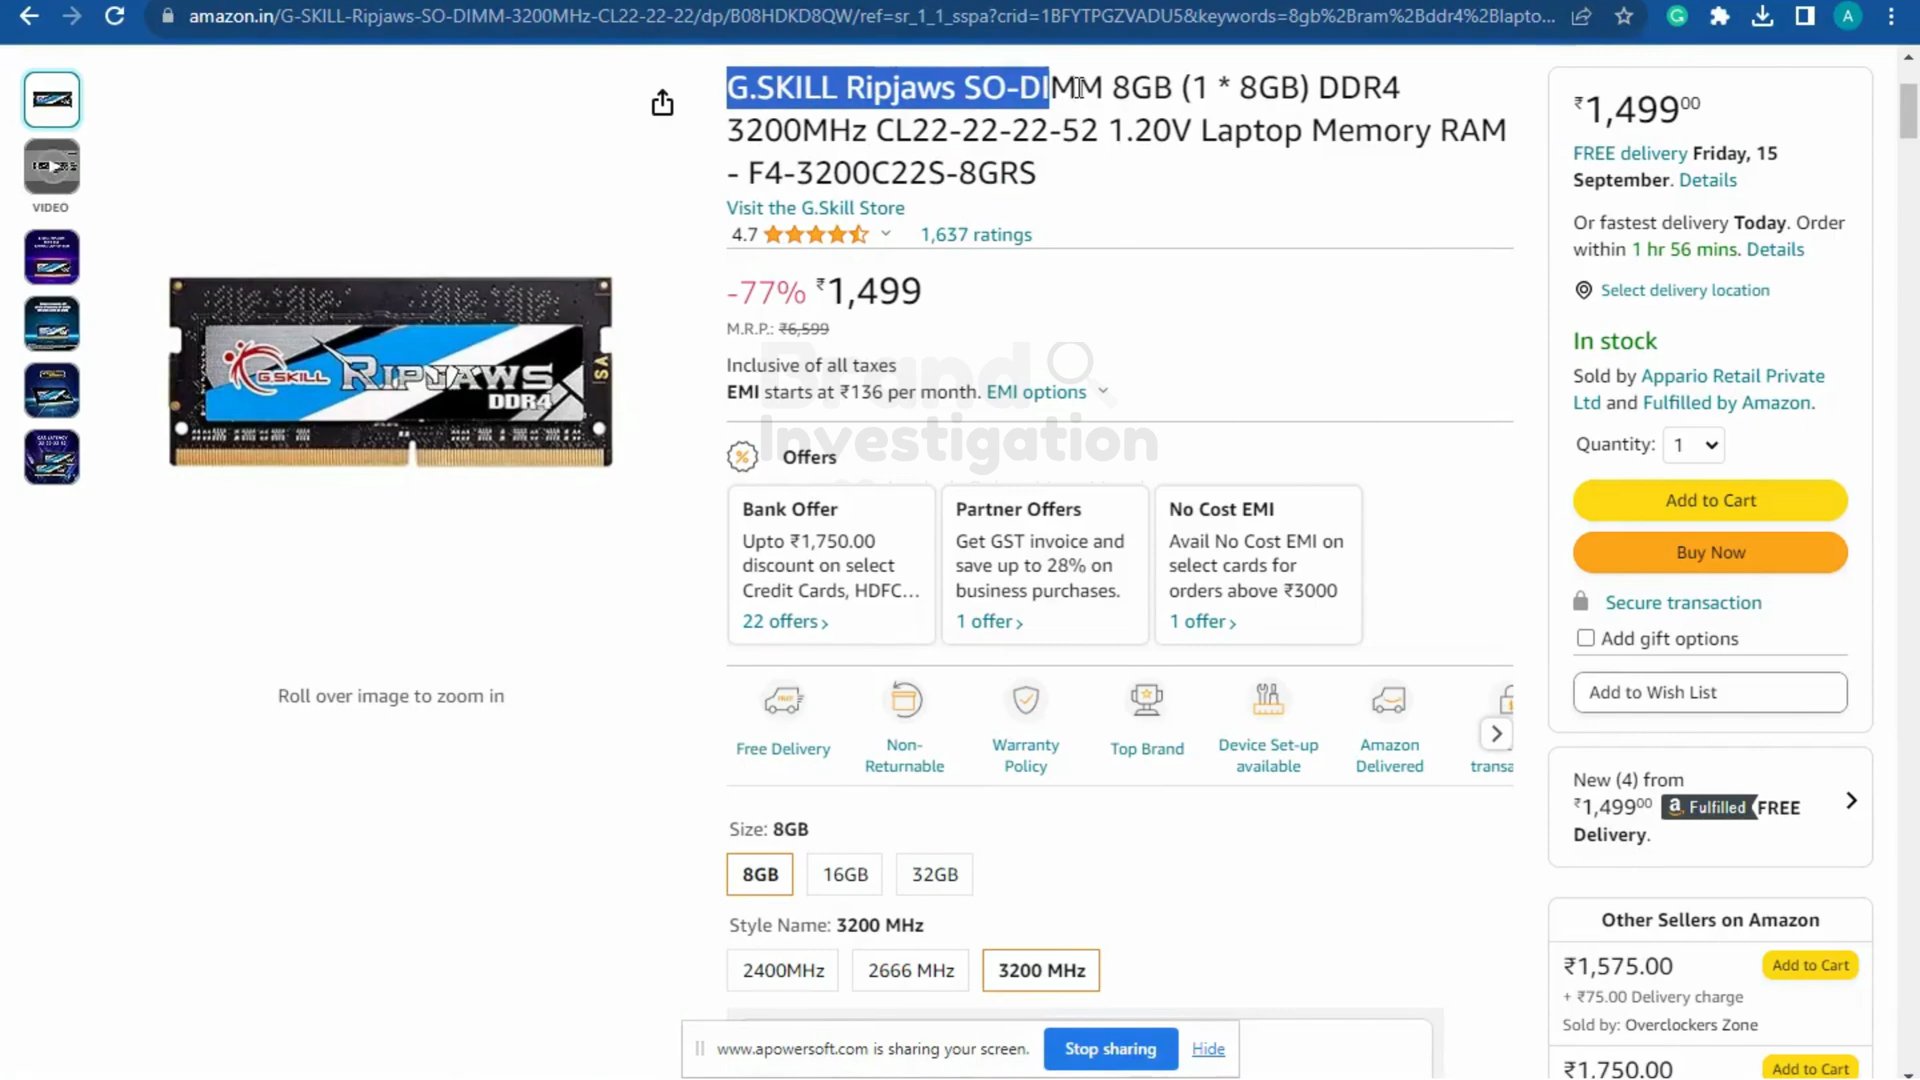 amazon.in/G-SKILL-Ripjaws-SO-DIMM-3200MHz-CL22-22-22/dp/B08HDKD8QW/ref=sr_1_1_sspa?crid=1BFYTPGZVADU5&keywords=8gb%2Bram%2Bddr4%2Blapto...
A
G.SKILL Ripjaws SO-DIMM 8GB (1 * 8GB) DDR4
3200MHz CL22-22-22-52 1.20V Laptop Memory RAM
- F4-3200C22S-8GRS
Visit the G.Skill Store
4.7
1,637 ratings
VIDEO
G.SKILL RIPJAWS
DDR4
SA
Roll over image to zoom in
-77% ₹1,499
M.R.P.: ₹6,599
Inclusive of all taxes
EMI starts at ₹136 per month. EMI options
Brand
Investigation
Offers
Bank Offer
Upto ₹1,750.00
discount on select
Credit Cards, HDFC...
22 offers
Partner Offers
Get GST invoice and
save up to 28% on
business purchases.
1 offer
No Cost EMI
Avail No Cost EMI on
select cards for
orders above ₹3000
1 offer
Free Delivery
Non-
Returnable
Warranty
Policy
Top Brand
Device Set-up
available
Amazon
Delivered
transa
Size: 8GB
8GB
16GB
32GB
Style Name: 3200 MHz
2400MHz
2666 MHz
3200 MHz
www.apowersoft.com is sharing your screen.
Stop sharing
Hide
₹1,49900
FREE delivery Friday, 15
September. Details
Or fastest delivery Today. Order
within 1 hr 56 mins. Details
Select delivery location
In stock
Sold by Appario Retail Private
Ltd and Fulfilled by Amazon.
Quantity: 1
Add to Cart
Buy Now
Secure transaction
Add gift options
Add to Wish List
New (4) from
₹1,49900 a Fulfilled FREE
Delivery.
Other Sellers on Amazon
₹1,575.00
Add to Cart
+ ₹75.00 Delivery charge
Sold by: Overclockers Zone
₹1,750.00
Add to Cart